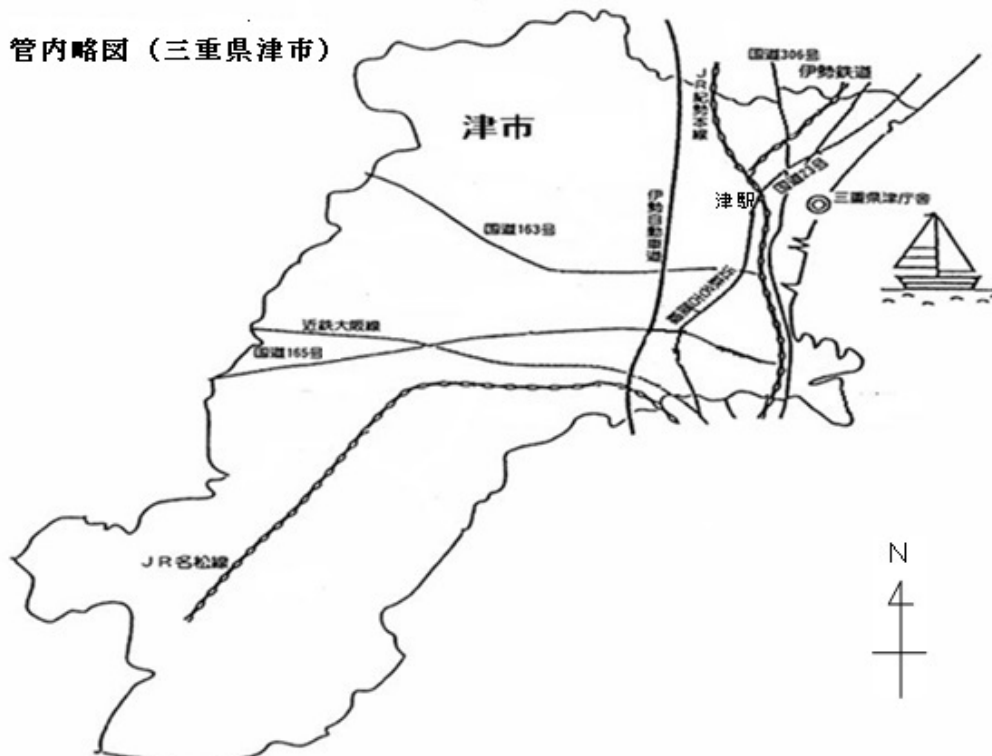 管内略図（三重県津市）
国道306号
伊勢鉄道
津市
国道23号
津駅
三重県津庁舎
伊勢自動車道
国道163号
近鉄大阪線
国道165号
JR名松線
N